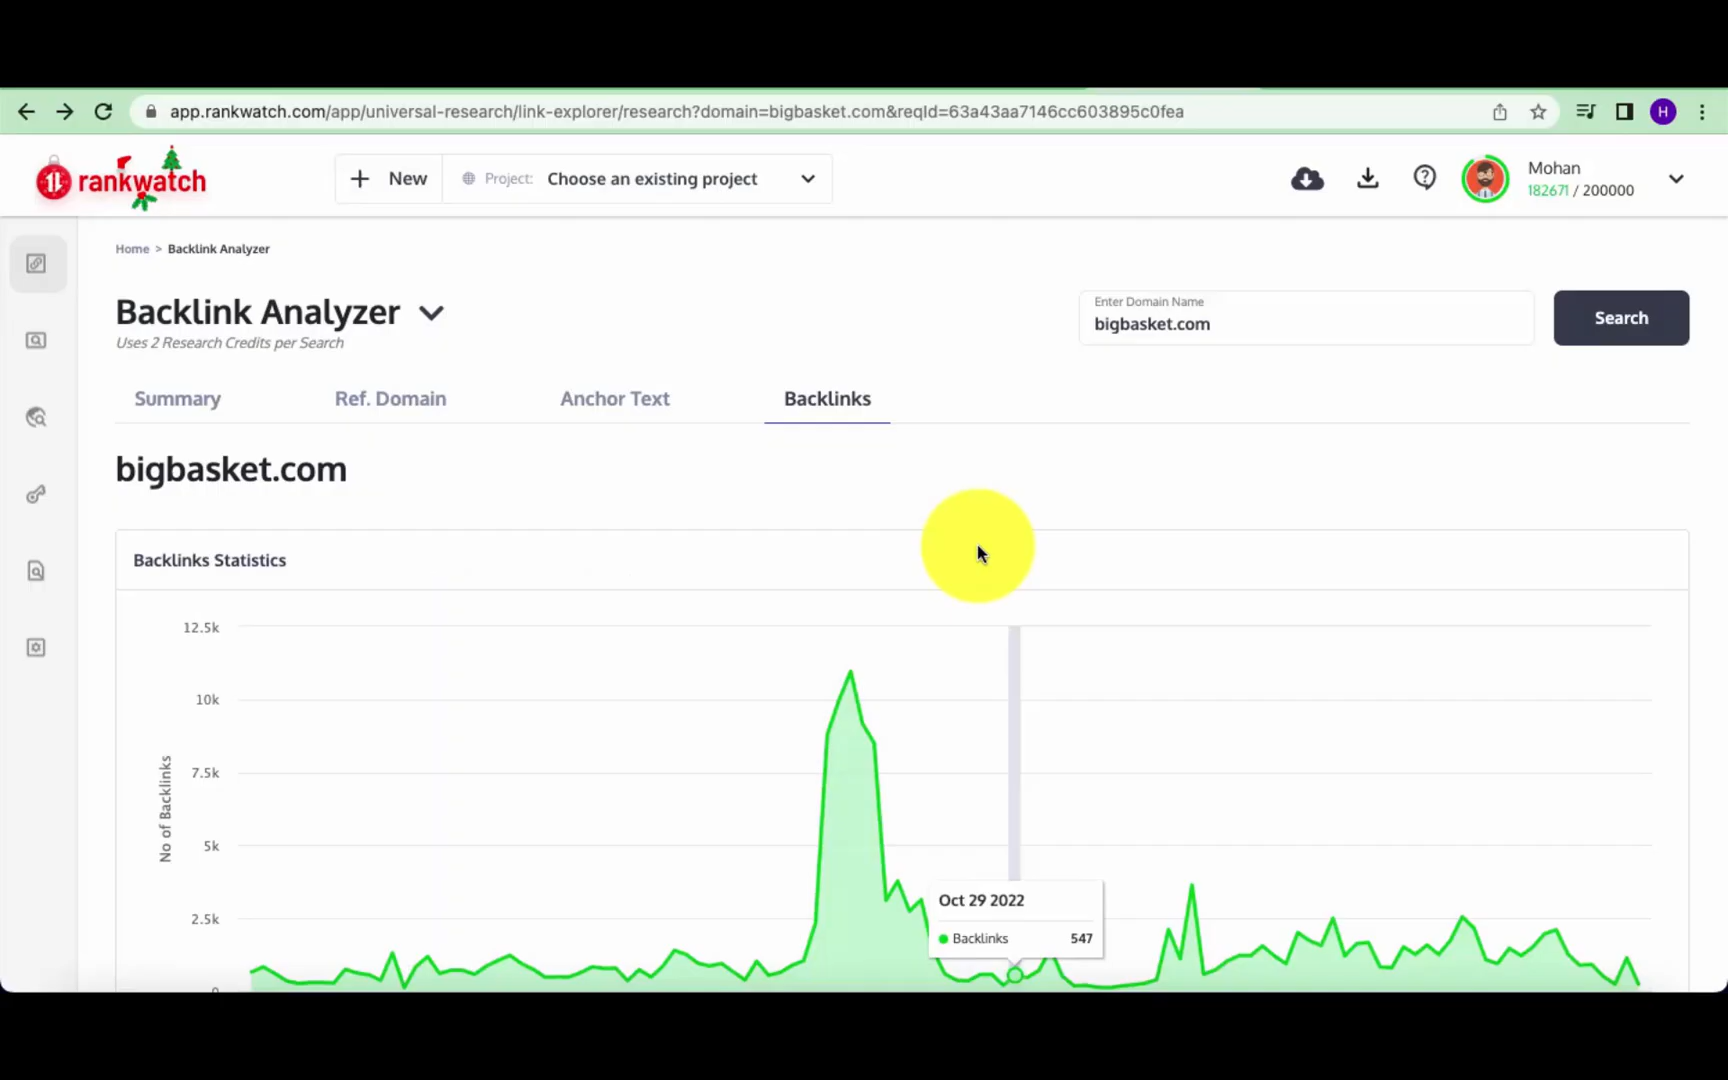 app.rankwatch.com/app/universal-research/link-explorer/research?domain=bigbasket.com&reqId=63a43aa7146cc603895c0fea
H
rankwatch
New
Project: Choose an existing project
Mohan
182671 / 200000
Home > Backlink Analyzer
Backlink Analyzer
Uses 2 Research Credits per Search
Enter Domain Name
bigbasket.com
Search
Summary
Ref. Domain
Anchor Text
Backlinks
bigbasket.com
Backlinks Statistics
12.5k
10k
7.5k
5k
2.5k
0
No of Backlinks
Oct 29 2022
Backlinks 547